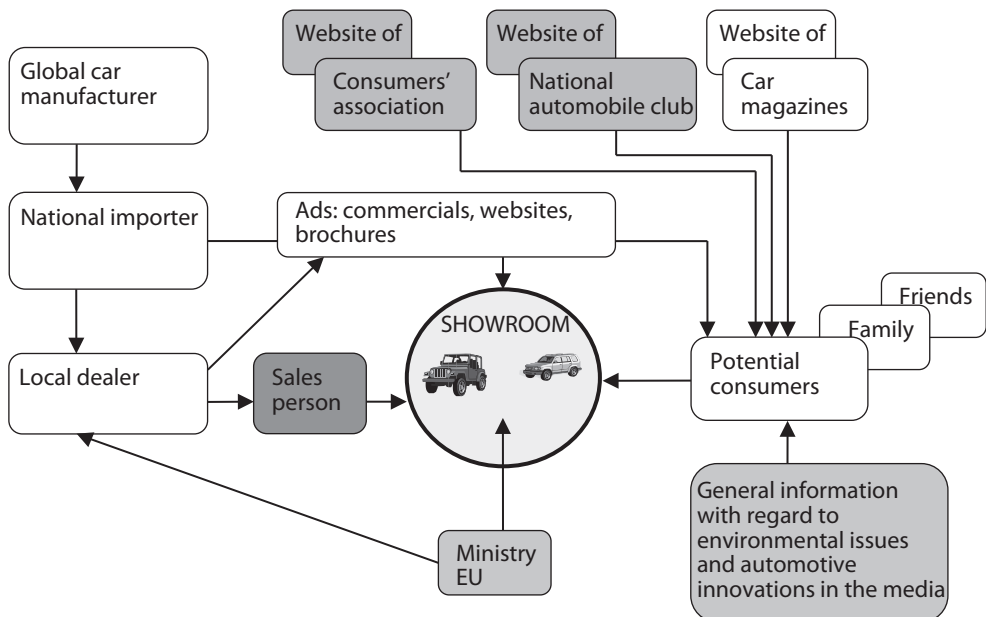 Website of
Consumers'
association
Website of
National
automobile club
Website of
Car
magazines
Global car
manufacturer
National importer
Ads: commercials, websites,
brochures
Friends
Family
Potential
consumers
SHOWROOM
Local dealer
Sales
person
Ministry
EU
General information
with regard to
environmental issues
and automotive
innovations in the media